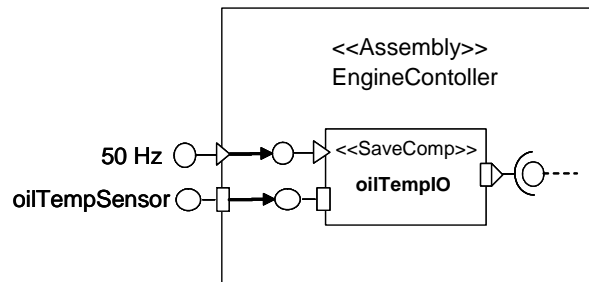 <<Assembly>>
EngineContoller
50 Hz
<<SaveComp>>
oilTempIO
oilTempSensor